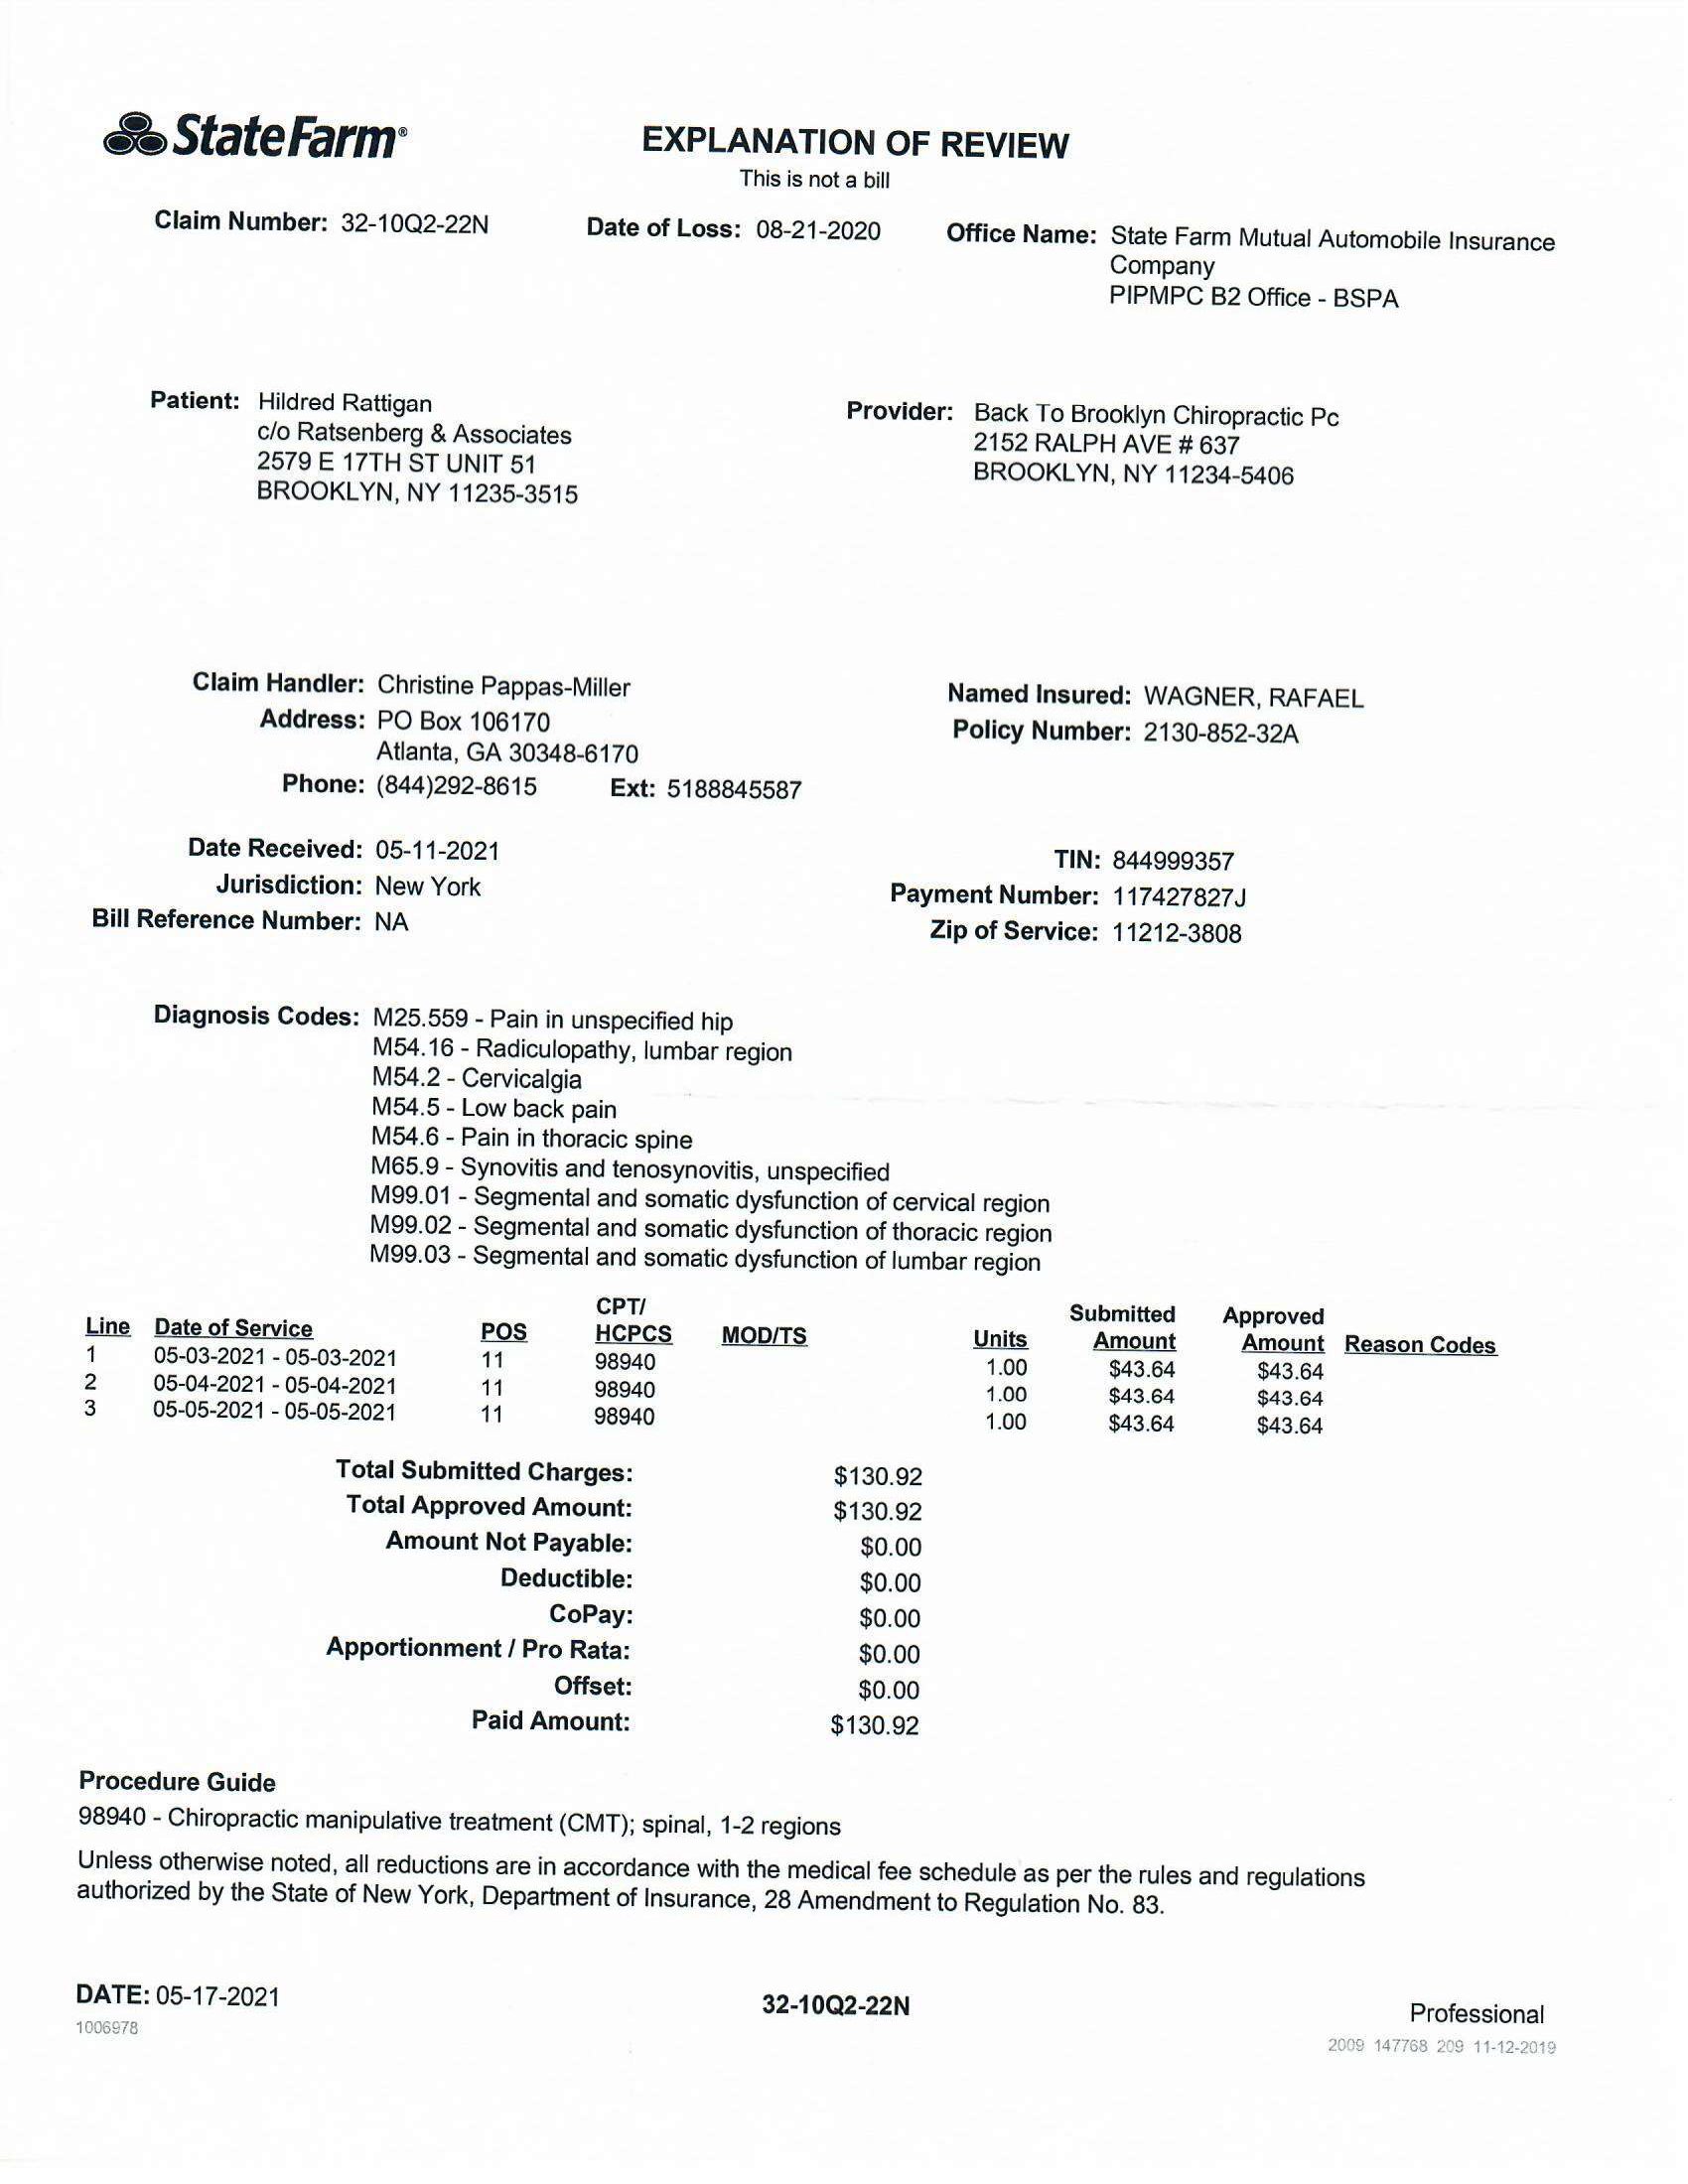 StateFarm®
EXPLANATION OF REVIEW
This is not a bill
Claim Number: 32-10Q2-22N
Date of Loss: 08-21-2020
Office Name: State Farm Mutual Automobile Insurance
Company
PIPMPC B2 Office - BSPA
Patient: Hildred Rattigan
c/o Ratsenberg & Associates
2579 E 17TH ST UNIT 51
BROOKLYN, NY 11235-3515
Provider: Back To Brooklyn Chiropractic Pc
2152 RALPH AVE # 637
BROOKLYN, NY 11234-5406
Claim Handler: Christine Pappas-Miller
Address: PO Box 106170
Atlanta, GA 30348-6170
Phone: (844)292-8615 Ext: 5188845587
Named Insured: WAGNER, RAFAEL
Policy Number: 2130-852-32A
Date Received: 05-11-2021
Jurisdiction: New York
Bill Reference Number: NA
TIN: 844999357
Payment Number: 117427827J
Zip of Service: 11212-3808
Diagnosis Codes: M25.559 - Pain in unspecified hip
M54.16 - Radiculopathy, lumbar region
M54.2 - Cervicalgia
M54.5 - Low back pain
M54.6 - Pain in thoracic spine
M65.9 - Synovitis and tenosynovitis, unspecified
M99.01 - Segmental and somatic dysfunction of cervical region
M99.02 - Segmental and somatic dysfunction of thoracic region
M99.03 - Segmental and somatic dysfunction of lumbar region
CPT/ Submitted Approved
Line Date of Service POS HCPCS MOD/TS Units Amount Amount Reason Codes
1 05-03-2021 - 05-03-2021 11 98940 1.00 $43.64 $43.64
2 05-04-2021 - 05-04-2021 11 98940 1.00 $43.64 $43.64
3 05-05-2021 - 05-05-2021 11 98940 1.00 $43.64 $43.64
Total Submitted Charges: $130.92
Total Approved Amount: $130.92
Amount Not Payable: $0.00
Deductible: $0.00
CoPay: $0.00
Apportionment / Pro Rata: $0.00
Offset: $0.00
Paid Amount: $130.92
Procedure Guide
98940 - Chiropractic manipulative treatment (CMT); spinal, 1-2 regions
Unless otherwise noted, all reductions are in accordance with the medical fee schedule as per the rules and regulations
authorized by the State of New York, Department of Insurance, 28 Amendment to Regulation No. 83.
DATE: 05-17-2021
32-10Q2-22N
Professional
1006978
2009 147768 209 11-12-2019